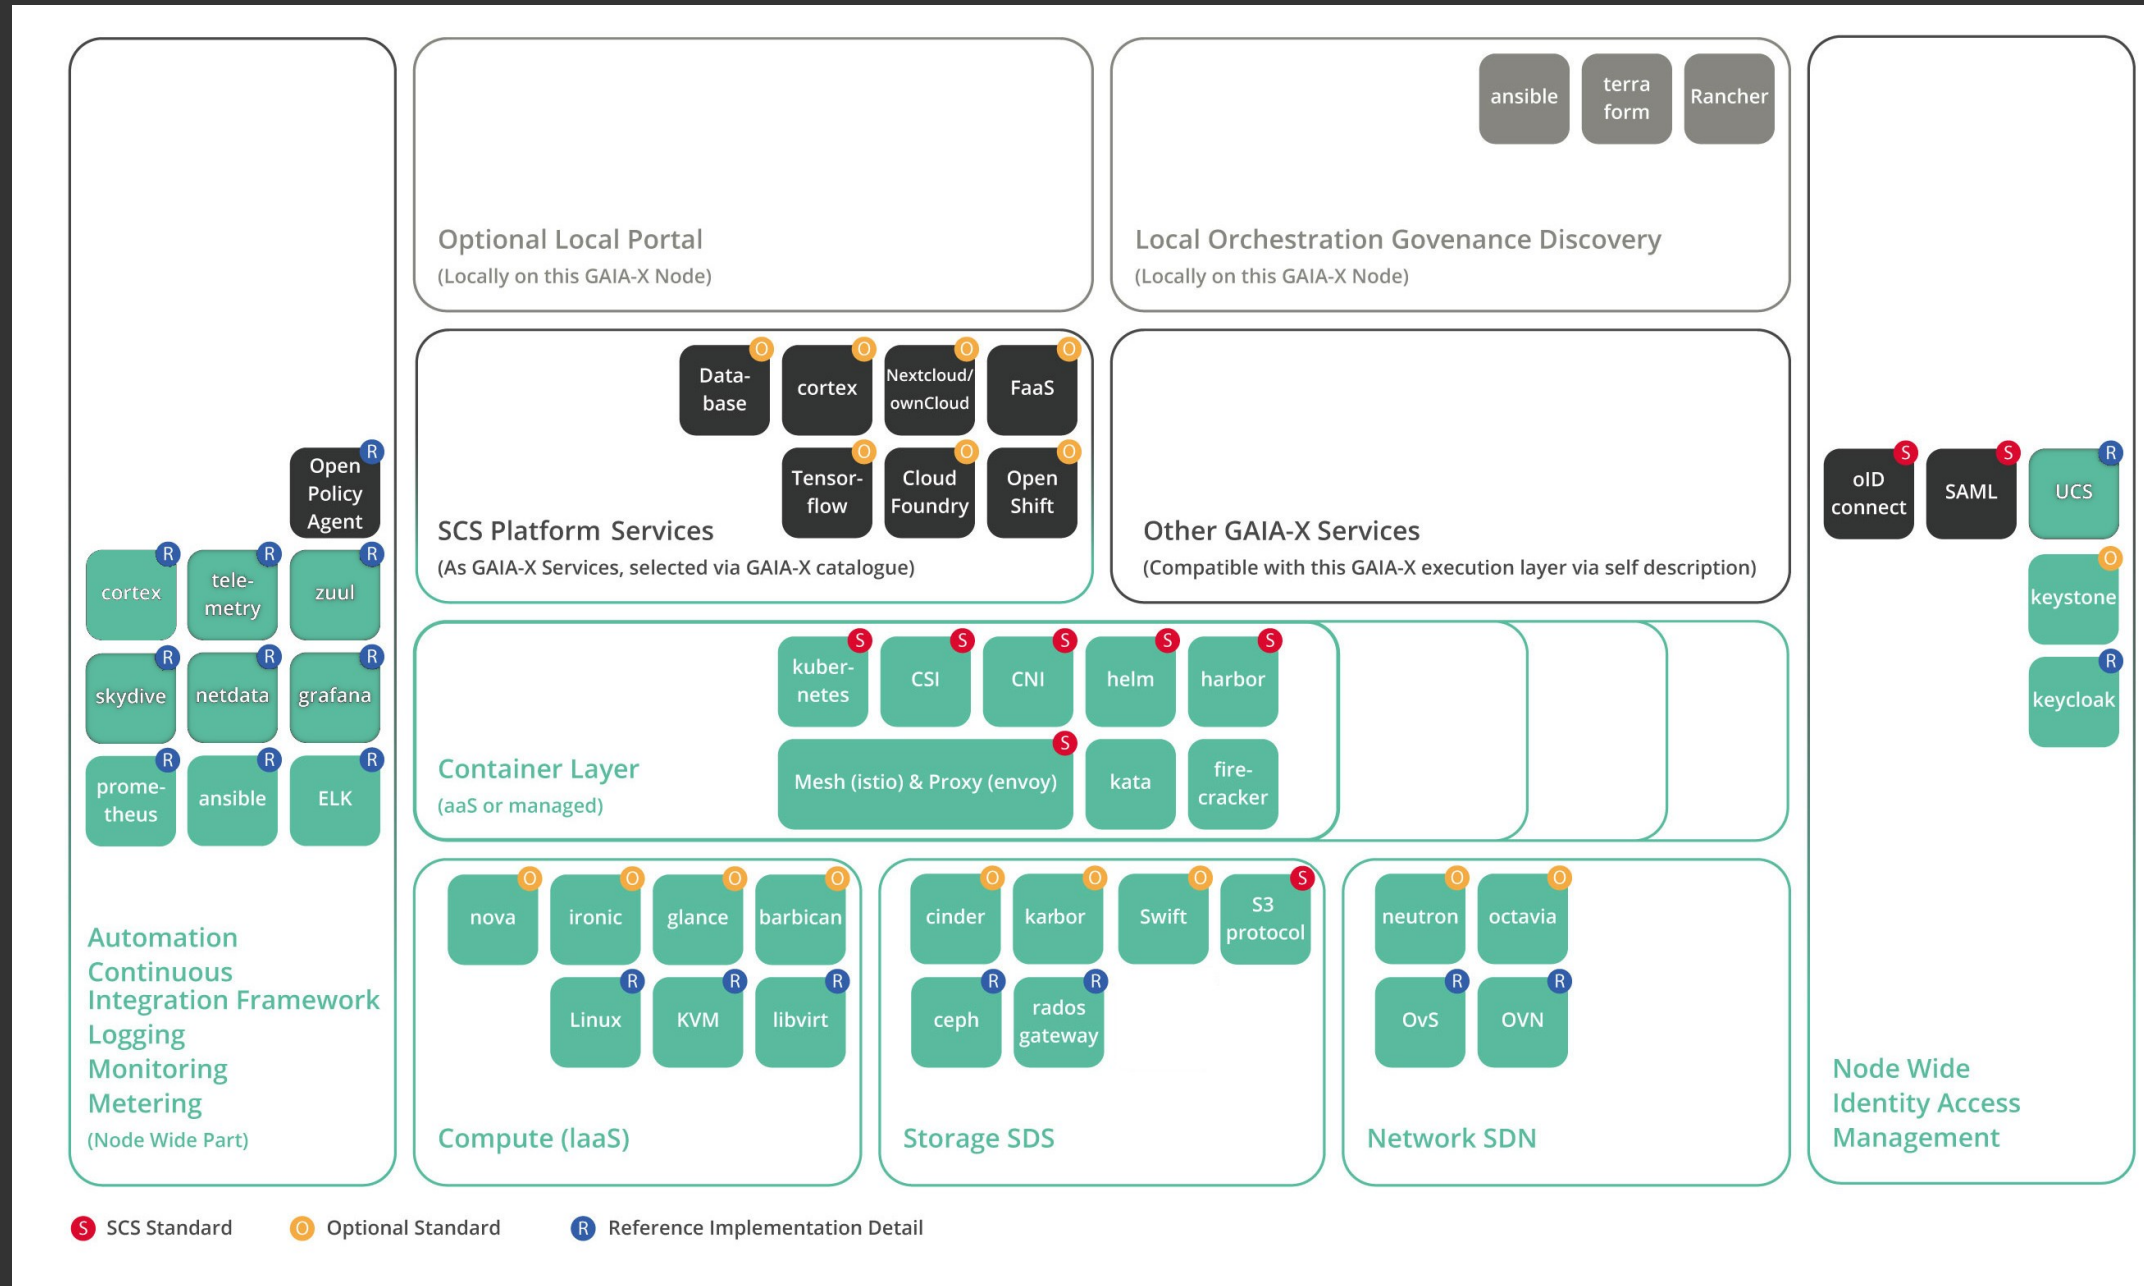 ansible
terra
form
Rancher
Optional Local Portal
(Locally on this GAIA-X Node)
Local Orchestration Govenance Discovery
(Locally on this GAIA-X Node)
O
O
O
O
Data-
base
cortex
Nextcloud/
ownCloud
FaaS
O
O
O
Tensor-
flow
Cloud
Foundry
Open
Shift
SCS Platform Services
(As GAIA-X Services, selected via GAIA-X catalogue)
Other GAIA-X Services
(Compatible with this GAIA-X execution layer via self description)
R
Open
Policy
Agent
R
R
R
cortex
tele-
metry
zuul
R
R
R
skydive
netdata
grafana
R
R
R
prome-
theus
ansible
ELK
Automation
Continuous
Integration Framework
Logging
Monitoring
Metering
(Node Wide Part)
S
S
S
S
S
kuber-
netes
CSI
CNI
helm
harbor
S
Mesh (istio) & Proxy (envoy)
kata
fire-
cracker
Container Layer
(aaS or managed)
O
O
O
O
nova
ironic
glance
barbican
R
R
R
Linux
KVM
libvirt
Compute (IaaS)
O
O
O
S
cinder
karbor
Swift
S3
protocol
R
R
ceph
rados
gateway
Storage SDS
O
O
neutron
octavia
R
R
OvS
OVN
Network SDN
S
S
R
oID
connect
SAML
UCS
O
keystone
R
keycloak
Node Wide
Identity Access
Management
S SCS Standard
O Optional Standard
R Reference Implementation Detail